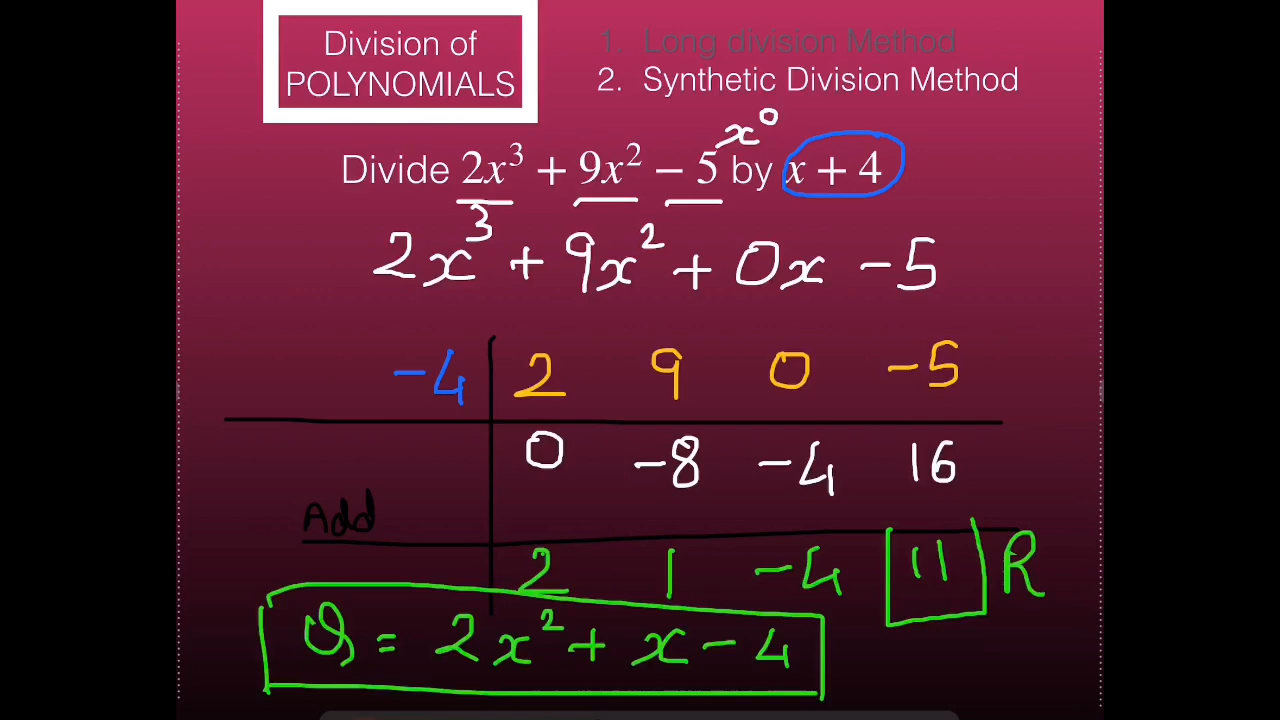 Division of
POLYNOMIALS
1. Long division Method
2. Synthetic Division Method
x⁰
Divide 2x³ + 9x² − 5 by x + 4
2x³ + 9x² + 0x − 5
−4 2 9 0 −5
0 −8 −4 16
Add
2 1 −4 11 R
Q = 2x² + x − 4